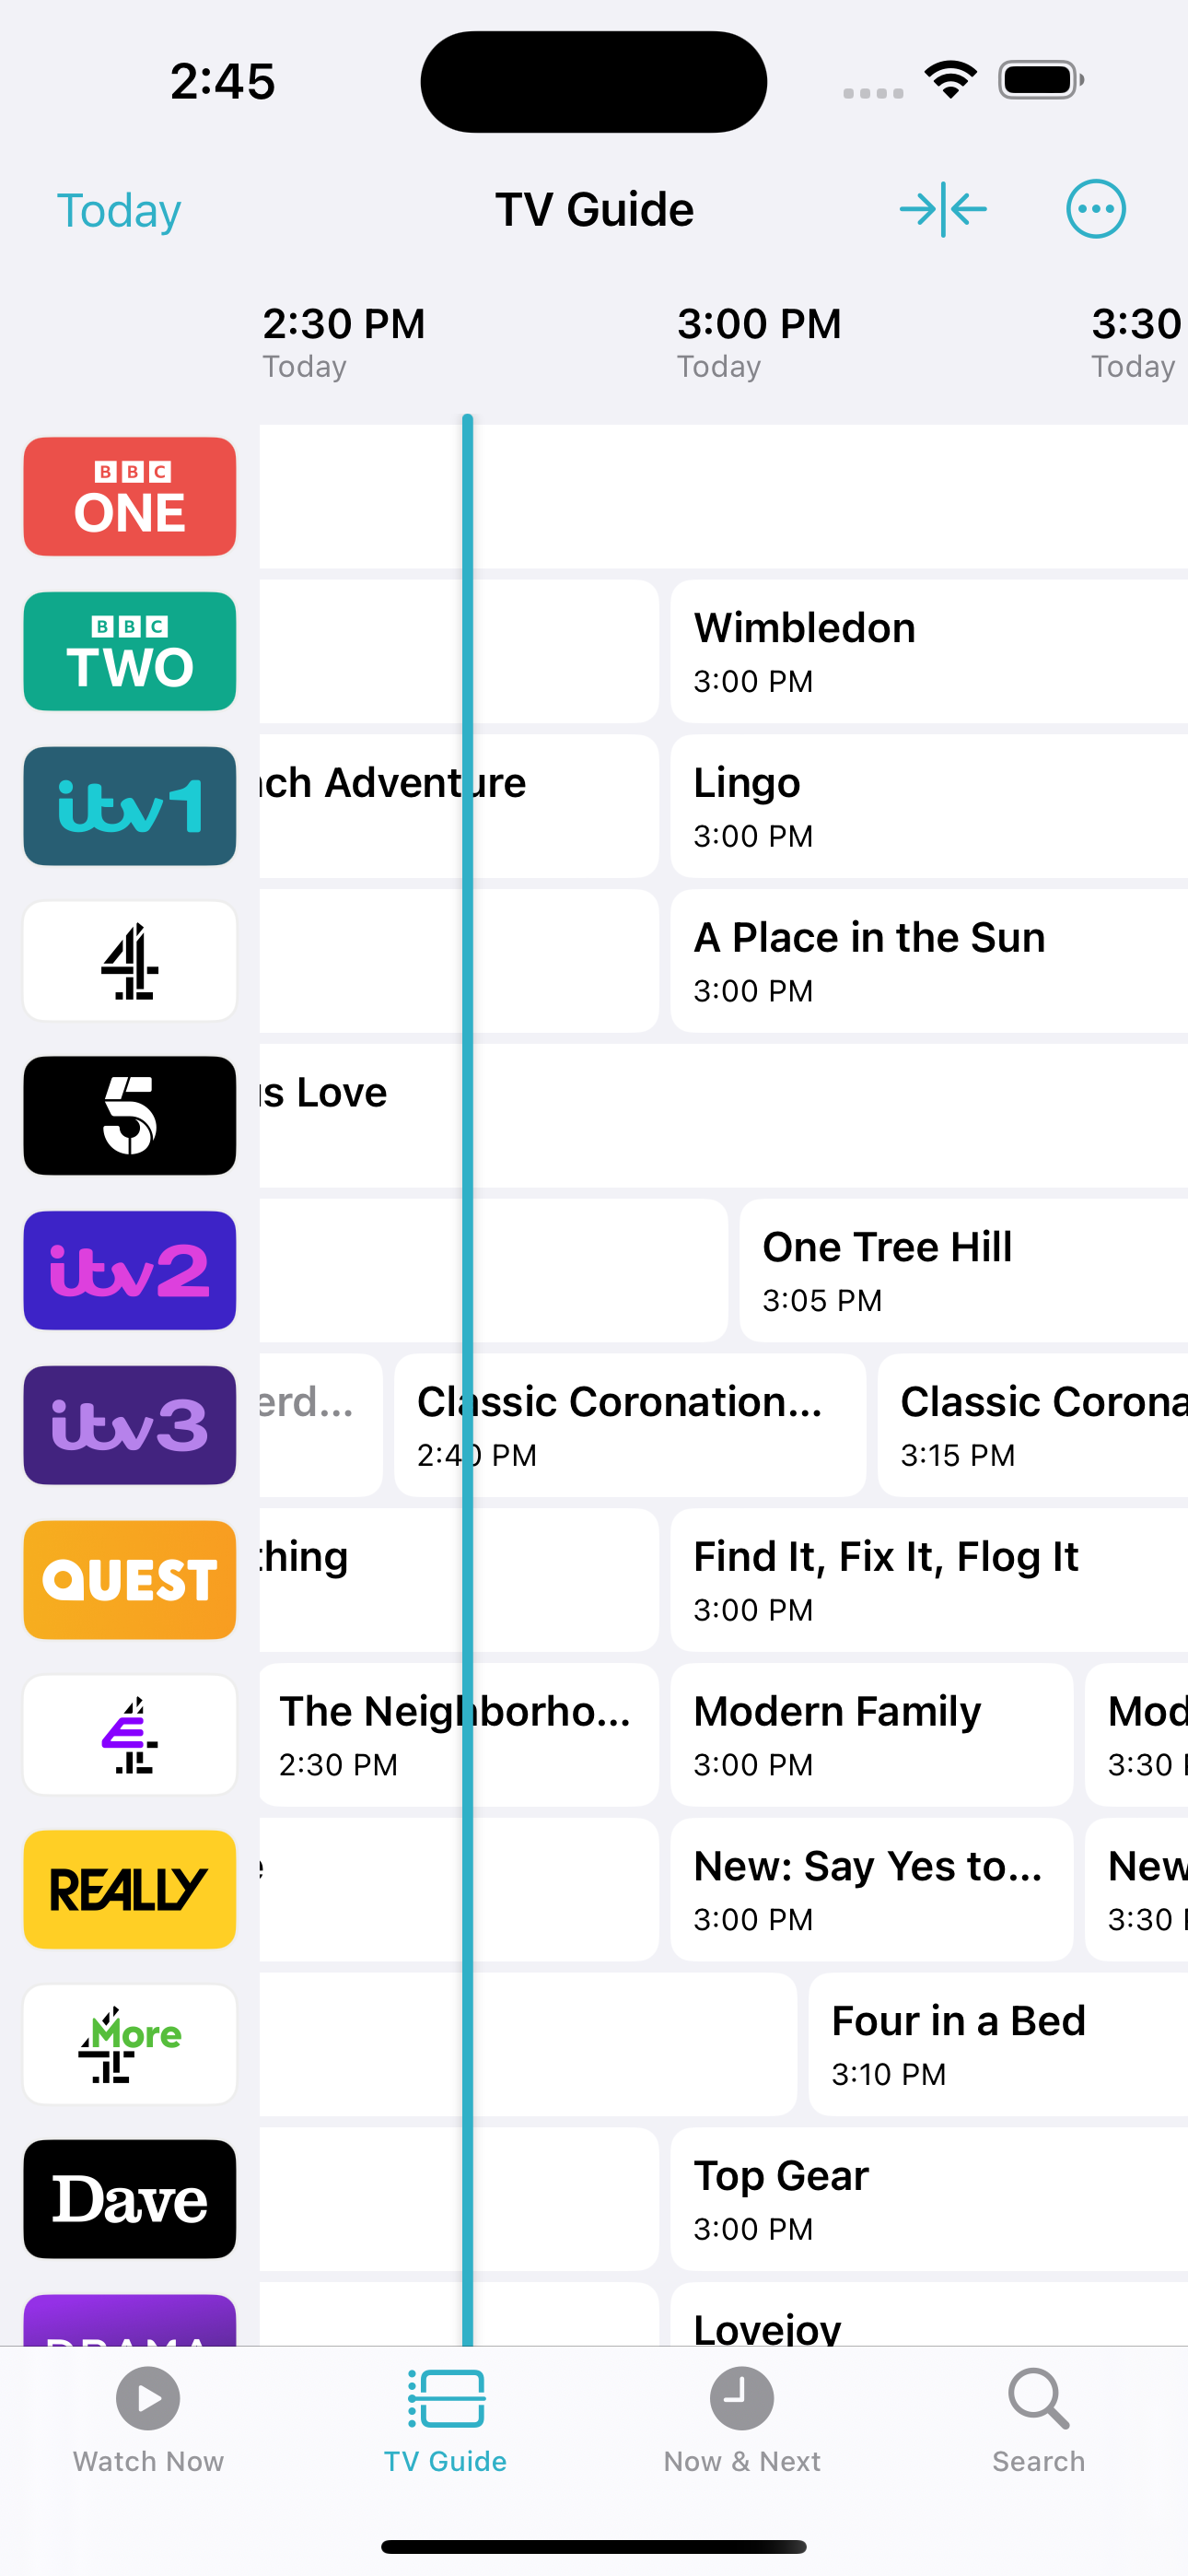 2:45
Today
TV Guide
2:30 PM
Today
3:00 PM
Today
3:30
Today
BBC
ONE
BBC
TWO
Wimbledon
3:00 PM
itv1
ch Adventure
Lingo
3:00 PM
4
A Place in the Sun
3:00 PM
5
s Love
itv2
One Tree Hill
3:05 PM
itv3
erd...
Classic Coronation...
2:40 PM
Classic Corona
3:15 PM
QUEST
thing
Find It, Fix It, Flog It
3:00 PM
4
The Neighborho...
2:30 PM
Modern Family
3:00 PM
Mod
3:30
REALLY
New: Say Yes to...
3:00 PM
New
3:30
More
4
Four in a Bed
3:10 PM
Dave
Top Gear
3:00 PM
DRAMA
Lovejoy
Watch Now
TV Guide
Now & Next
Search